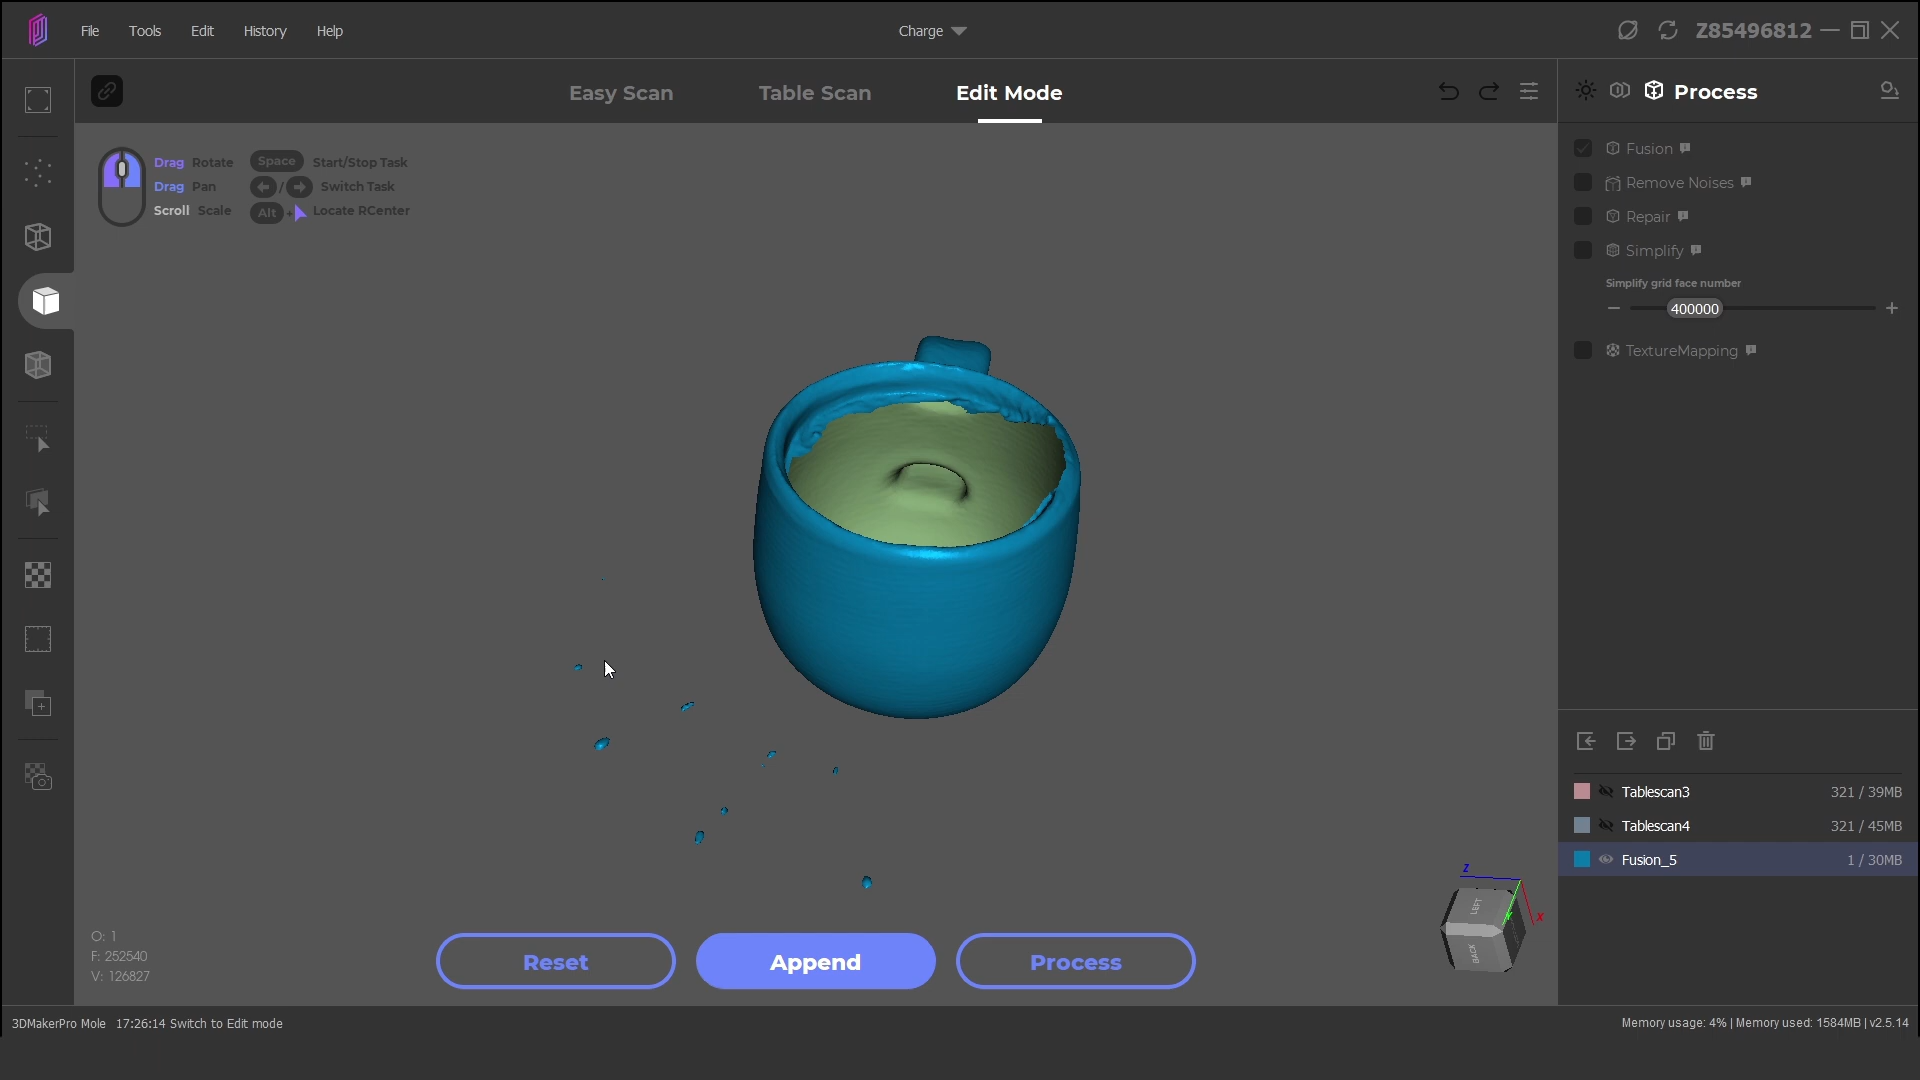 File Tools Edit History Help Charge Z85496812
Easy Scan Table Scan Edit Mode Process
Drag Rotate Space Start/Stop Task
Drag Pan / Switch Task
Scroll Scale Alt + Locate RCenter
Fusion
Remove Noises
Repair
Simplify
Simplify grid face number
− 400000 +
TextureMapping
Tablescan3 321 / 39MB
Tablescan4 321 / 45MB
Fusion_5 1 / 30MB
Z
LEFT
Y X
BACK
O: 1
F: 252540
V: 126827
Reset Append Process
3DMakerPro Mole 17:26:14 Switch to Edit mode Memory usage: 4% | Memory used: 1584MB | v2.5.14